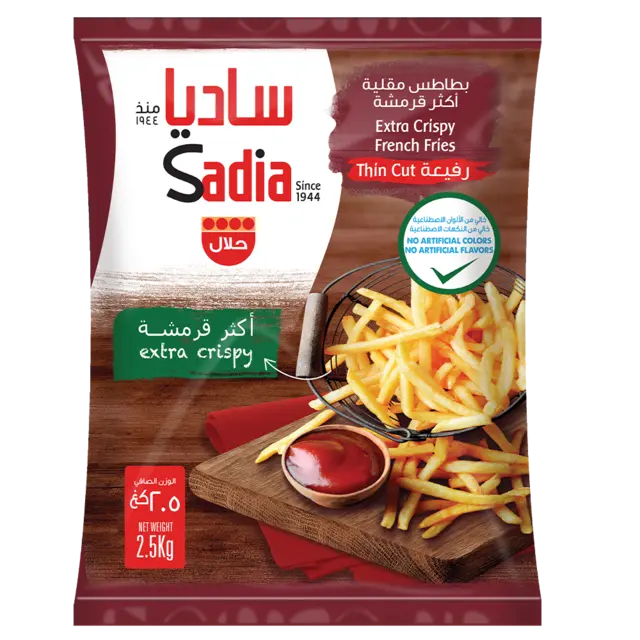 ساديا
منذ
١٩٤٤
Sadia
Since
1944
حلال
بطاطس مقلية
أكثر قرمشة
Extra Crispy
French Fries
Thin Cut رفيعة
خالي من الألوان الاصطناعية
خالي من النكهات الاصطناعية
NO ARTIFICIAL COLORS
NO ARTIFICIAL FLAVORS
أكثر قرمشة
extra crispy
الوزن الصافي
٢.٥ كغ
NET WEIGHT
2.5Kg